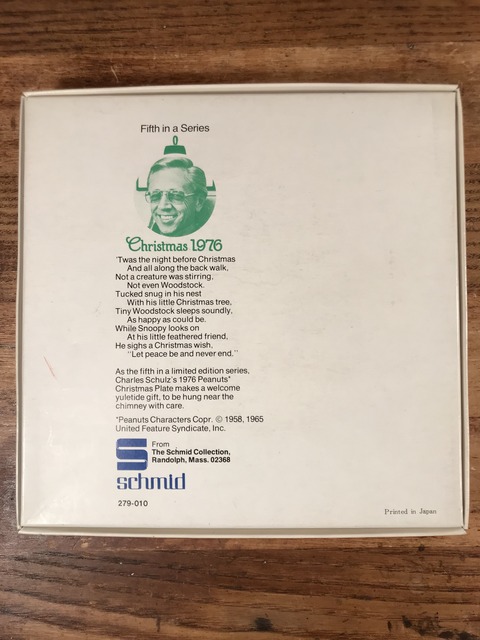 Fifth in a Series
Christmas 1976
'Twas the night before Christmas
And all along the back walk,
Not a creature was stirring,
Not even Woodstock.
Tucked snug in his nest
With his little Christmas tree,
Tiny Woodstock sleeps soundly,
As happy as could be.
While Snoopy looks on
At his little feathered friend,
He sighs a Christmas wish,
"Let peace be and never end."
As the fifth in a limited edition series,
Charles Schulz's 1976 Peanuts*
Christmas Plate makes a welcome
yuletide gift, to be hung near the
chimney with care.
*Peanuts Characters Copr. © 1958, 1965
United Feature Syndicate, Inc.
From
The Schmid Collection,
Randolph, Mass. 02368
schmid
279-010
Printed in Japan